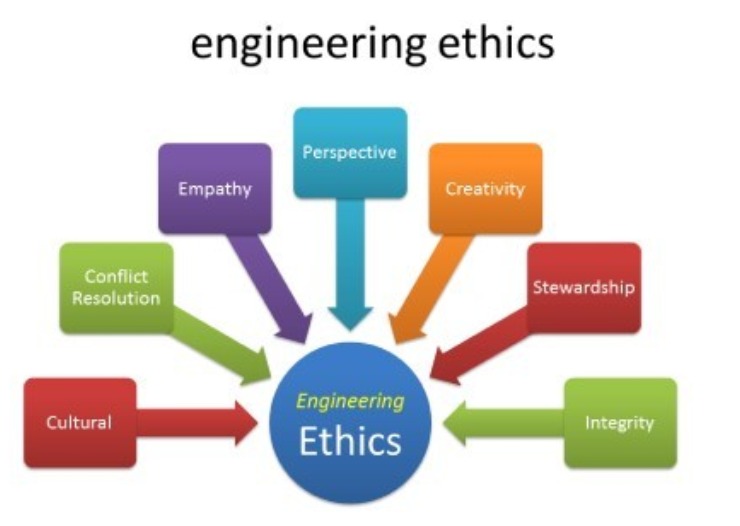 engineering ethics
Perspective
Empathy
Creativity
Conflict
Resolution
Stewardship
Engineering
Ethics
Cultural
Integrity